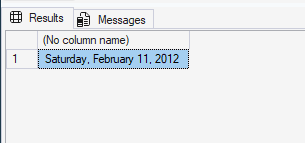 Results Messages
(No column name)
1 Saturday, February 11, 2012